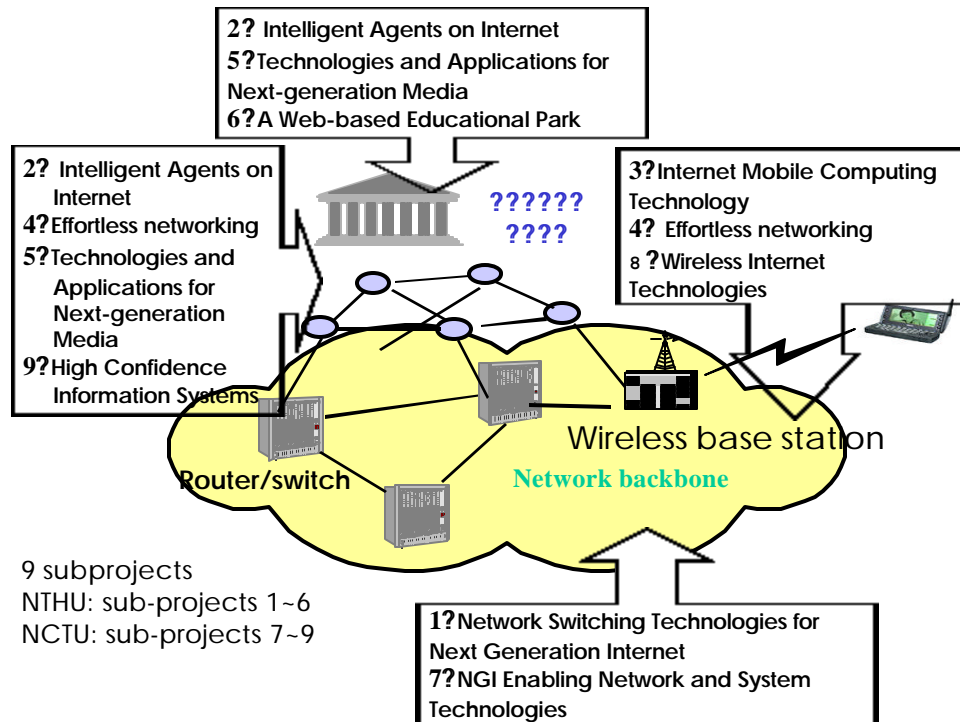 2? Intelligent Agents on Internet
5?Technologies and Applications for
Next-generation Media
6?A Web-based Educational Park
2? Intelligent Agents on
Internet
4?Effortless networking
5?Technologies and
Applications for
Next-generation
Media
9?High Confidence
Information Systems
??????
????
3?Internet Mobile Computing
Technology
4? Effortless networking
8 ?Wireless Internet
Technologies
Wireless base station
Router/switch
Network backbone
9 subprojects
NTHU: sub-projects 1~6
NCTU: sub-projects 7~9
1?Network Switching Technologies for
Next Generation Internet
7?NGI Enabling Network and System
Technologies